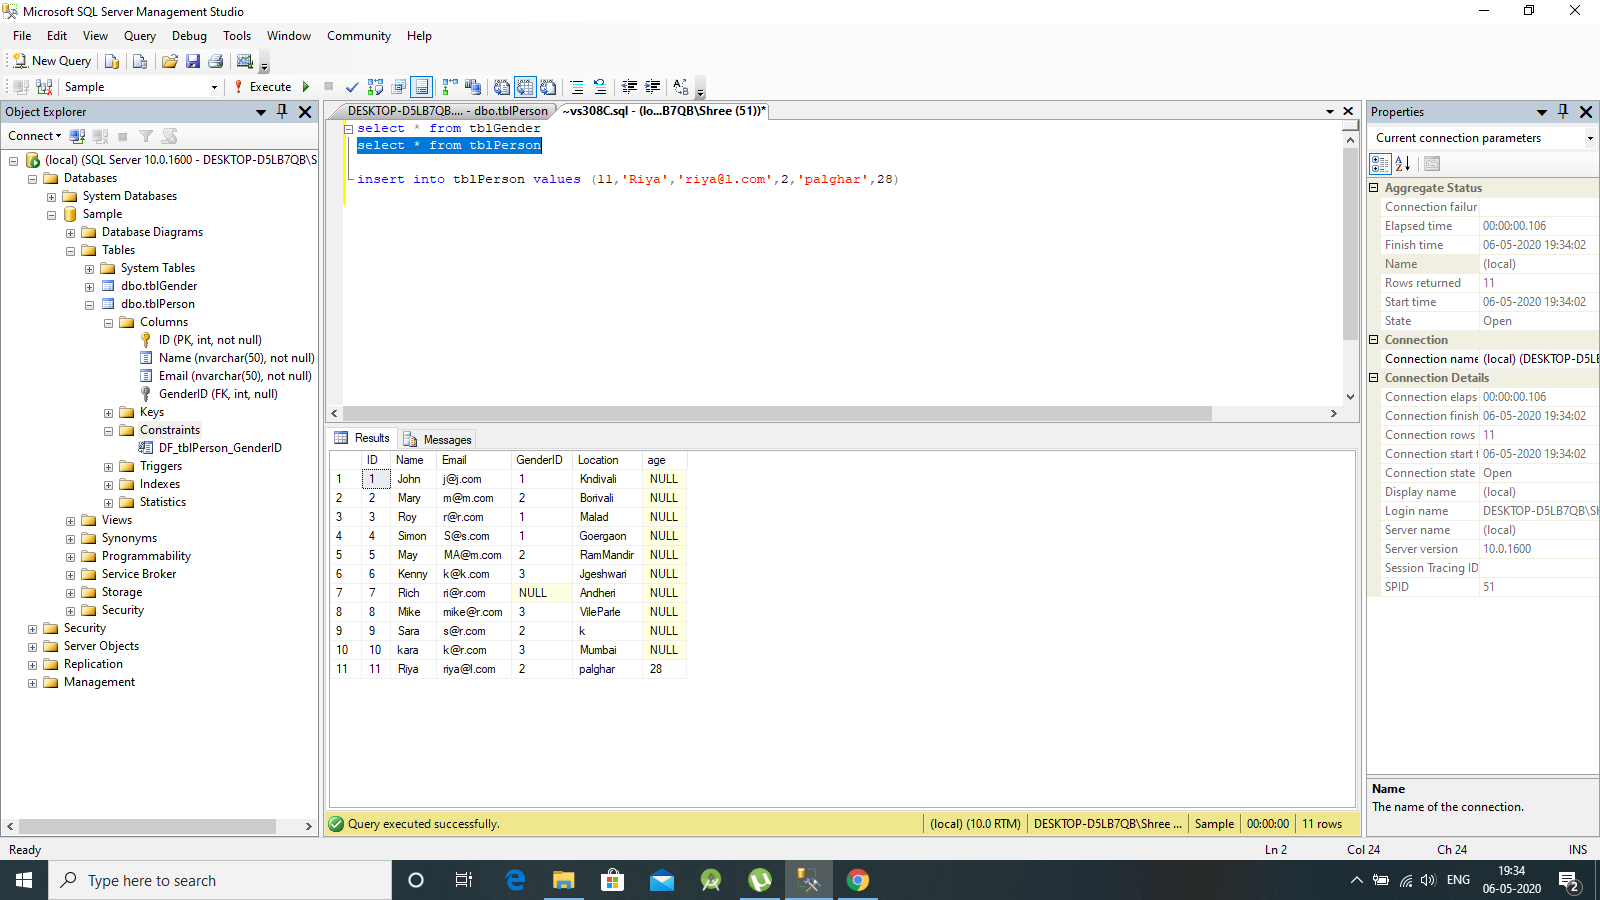 Microsoft SQL Server Management Studio
File Edit View Query Debug Tools Window Community Help
New Query
Sample Execute
Object Explorer
Connect
(local) (SQL Server 10.0.1600 - DESKTOP-D5LB7QB\S
Databases
System Databases
Sample
Database Diagrams
Tables
System Tables
dbo.tblGender
dbo.tblPerson
Columns
ID (PK, int, not null)
Name (nvarchar(50), not null)
Email (nvarchar(50), not null)
GenderID (FK, int, null)
Keys
Constraints
DF_tblPerson_GenderID
Triggers
Indexes
Statistics
Views
Synonyms
Programmability
Service Broker
Storage
Security
Security
Server Objects
Replication
Management
DESKTOP-D5LB7QB.... - dbo.tblPerson ~vs308C.sql - (lo...B7QB\Shree (51))*
select * from tblGender
select * from tblPerson
insert into tblPerson values (11,'Riya','riya@l.com',2,'palghar',28)
Results Messages
ID Name Email GenderID Location age
1 1 John j@j.com 1 Kndivali NULL
2 2 Mary m@m.com 2 Borivali NULL
3 3 Roy r@r.com 1 Malad NULL
4 4 Simon S@s.com 1 Goergaon NULL
5 5 May MA@m.com 2 RamMandir NULL
6 6 Kenny k@k.com 3 Jgeshwari NULL
7 7 Rich ri@r.com NULL Andheri NULL
8 8 Mike mike@r.com 3 VileParle NULL
9 9 Sara s@r.com 2 k NULL
10 10 kara k@r.com 3 Mumbai NULL
11 11 Riya riya@l.com 2 palghar 28
Query executed successfully. (local) (10.0 RTM) DESKTOP-D5LB7QB\Shree ... Sample 00:00:00 11 rows
Properties
Current connection parameters
Aggregate Status
Connection failur
Elapsed time 00:00:00.106
Finish time 06-05-2020 19:34:02
Name (local)
Rows returned 11
Start time 06-05-2020 19:34:02
State Open
Connection
Connection name (local) (DESKTOP-D5LB
Connection Details
Connection elaps 00:00:00.106
Connection finish 06-05-2020 19:34:02
Connection rows 11
Connection start t 06-05-2020 19:34:02
Connection state Open
Display name (local)
Login name DESKTOP-D5LB7QB\Sh
Server name (local)
Server version 10.0.1600
Session Tracing ID
SPID 51
Name
The name of the connection.
Ready Ln 2 Col 24 Ch 24 INS
Type here to search ENG 19:34
06-05-2020 2